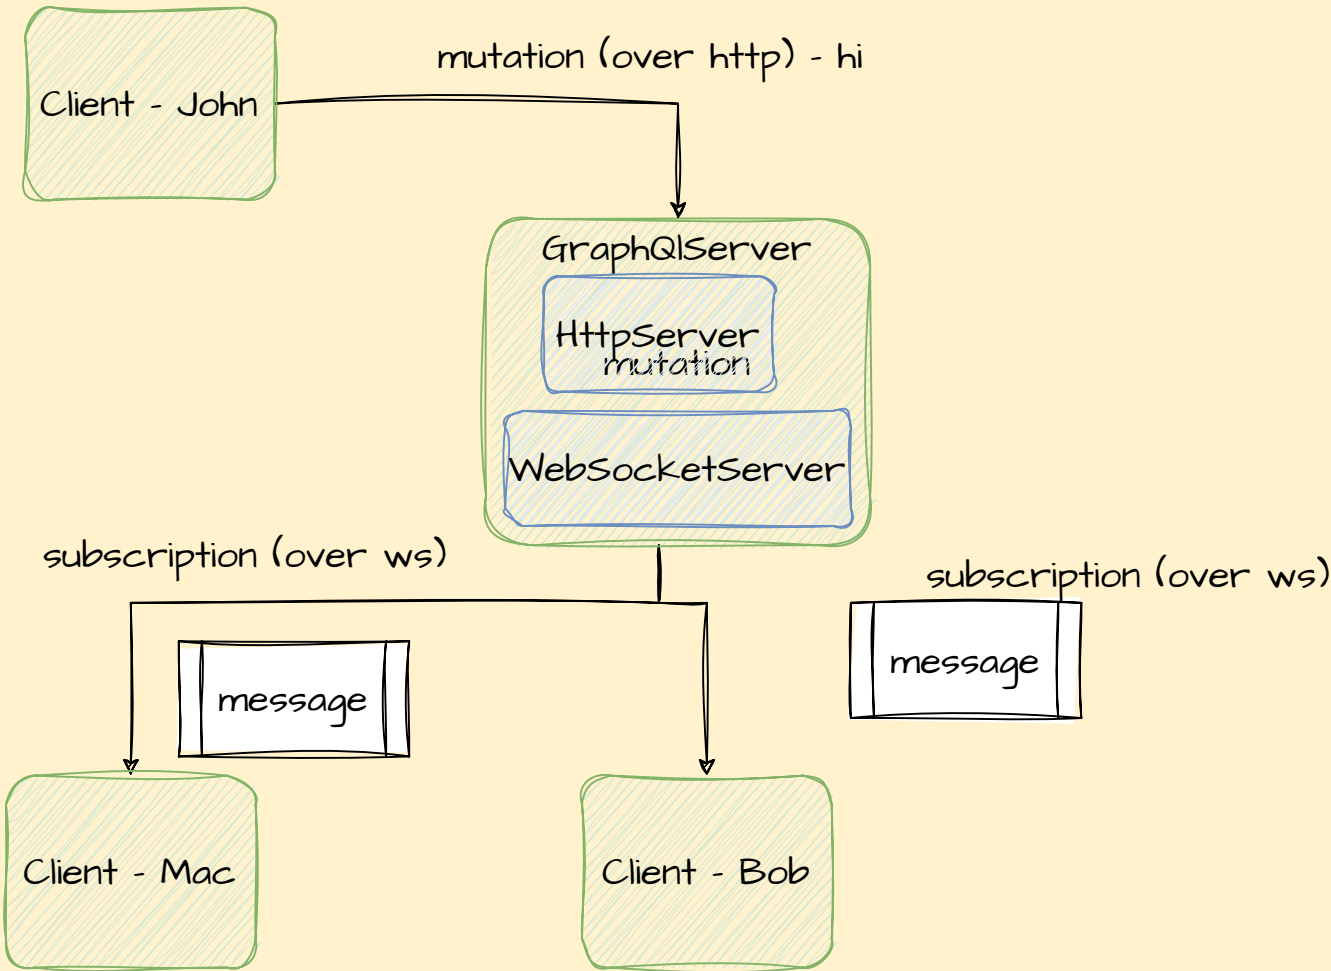 mutation (over http) - hi
Client - John
GraphQlServer
HttpServer
mutation
WebSocketServer
subscription (over ws)
subscription (over ws)
message
message
Client - Mac
Client - Bob